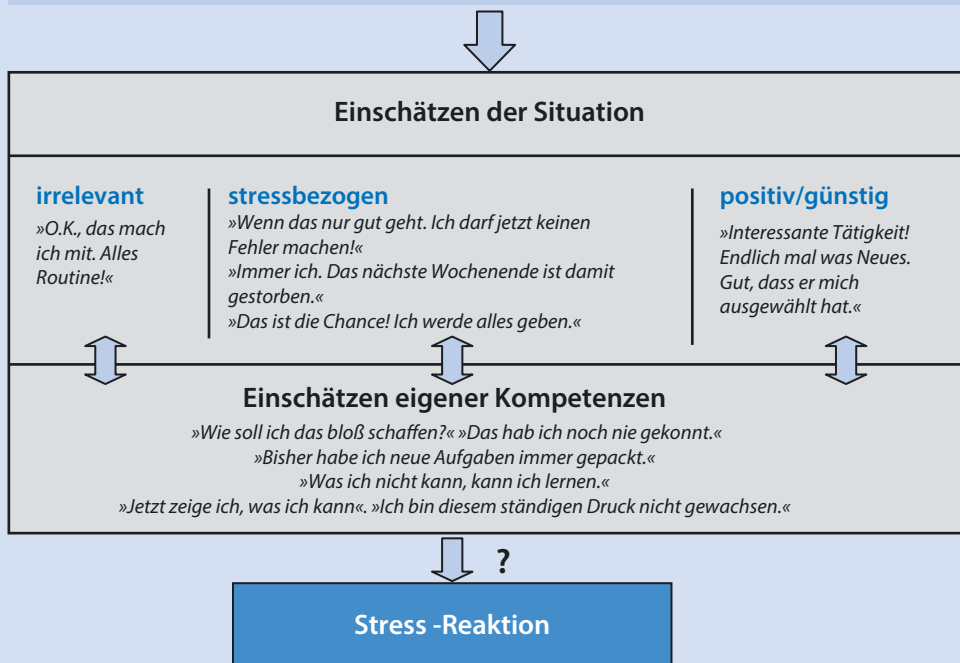 Einschätzen der Situation
irrelevant
»O.K., das mach
ich mit. Alles
Routine!«
stressbezogen
»Wenn das nur gut geht. Ich darf jetzt keinen
Fehler machen!«
»Immer ich. Das nächste Wochenende ist damit
gestorben.«
»Das ist die Chance! Ich werde alles geben.«
positiv/günstig
»Interessante Tätigkeit!
Endlich mal was Neues.
Gut, dass er mich
ausgewählt hat.«
Einschätzen eigener Kompetenzen
»Wie soll ich das bloß schaffen?« »Das hab ich noch nie gekonnt.«
»Bisher habe ich neue Aufgaben immer gepackt.«
»Was ich nicht kann, kann ich lernen.«
»Jetzt zeige ich, was ich kann«. »Ich bin diesem ständigen Druck nicht gewachsen.«
?
Stress -Reaktion